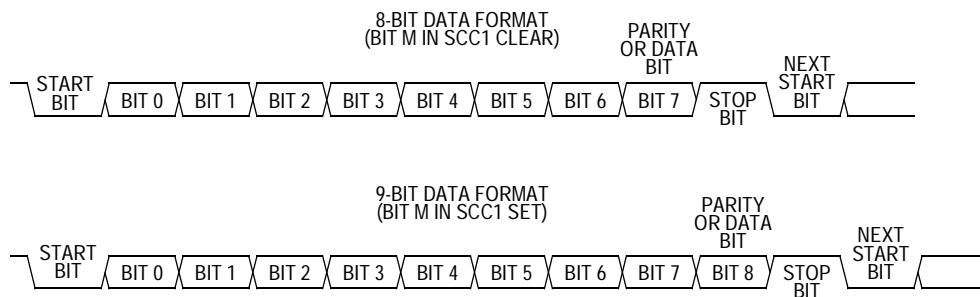 8-BIT DATA FORMAT
(BIT M IN SCC1 CLEAR)
PARITY
OR DATA
BIT
START
BIT
BIT 0
BIT 1
BIT 2
BIT 3
BIT 4
BIT 5
BIT 6
BIT 7
STOP
BIT
NEXT
START
BIT
9-BIT DATA FORMAT
(BIT M IN SCC1 SET)
PARITY
OR DATA
BIT
START
BIT
BIT 0
BIT 1
BIT 2
BIT 3
BIT 4
BIT 5
BIT 6
BIT 7
BIT 8
STOP
BIT
NEXT
START
BIT